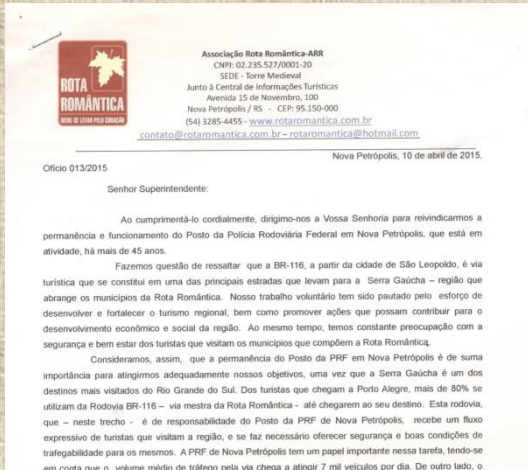 ROTA
ROMÂNTICA
DEIXE-SE LEVAR PELO CORAÇÃO
Associação Rota Romântica-ARR
CNPJ: 02.235.527/0001-20
SEDE - Torre Medieval
Junto à Central de Informações Turísticas
Avenida 15 de Novembro, 100
Nova Petrópolis / RS - CEP: 95.150-000
(54) 3285-4455 - www.rotaromantica.com.br
contato@rotaromantica.com.br – rotaromantica@hotmail.com
Nova Petrópolis, 10 de abril de 2015.
Ofício 013/2015
Senhor Superintendente:
Ao cumprimentá-lo cordialmente, dirigimo-nos a Vossa Senhoria para reivindicarmos a
permanência e funcionamento do Posto da Polícia Rodoviária Federal em Nova Petrópolis, que está em
atividade, há mais de 45 anos.
Fazemos questão de ressaltar que a BR-116, a partir da cidade de São Leopoldo, é via
turística que se constitui em uma das principais estradas que levam para a Serra Gaúcha – região que
abrange os municípios da Rota Romântica. Nosso trabalho voluntário tem sido pautado pelo esforço de
desenvolver e fortalecer o turismo regional, bem como promover ações que possam contribuir para o
desenvolvimento econômico e social da região. Ao mesmo tempo, temos constante preocupação com a
segurança e bem estar dos turistas que visitam os municípios que compõem a Rota Romântica.
Consideramos, assim, que a permanência do Posto da PRF em Nova Petrópolis é de suma
importância para atingirmos adequadamente nossos objetivos, uma vez que a Serra Gaúcha é um dos
destinos mais visitados do Rio Grande do Sul. Dos turistas que chegam a Porto Alegre, mais de 80% se
utilizam da Rodovia BR-116 – via mestra da Rota Romântica - até chegarem ao seu destino. Esta rodovia,
que – neste trecho - é de responsabilidade do Posto da PRF de Nova Petrópolis, recebe um fluxo
expressivo de turistas que visitam a região, e se faz necessário oferecer segurança e boas condições de
trafegabilidade para os mesmos. A PRF de Nova Petrópolis tem um papel importante nessa tarefa, tendo-se
em conta que o volume médio de tráfego pela via chega a atingir 7 mil veículos por dia. De outro lado, o